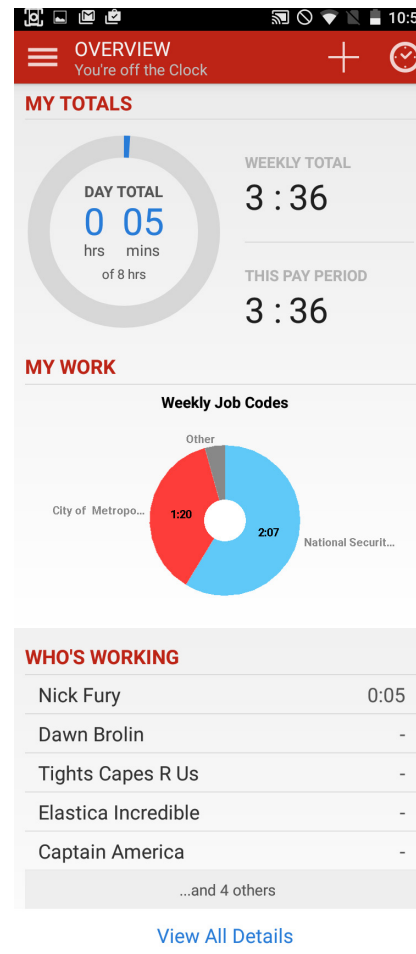 10:5
OVERVIEW
You're off the Clock
MY TOTALS
DAY TOTAL
0 05
hrs mins
of 8 hrs
WEEKLY TOTAL
3 : 36
THIS PAY PERIOD
3 : 36
MY WORK
Weekly Job Codes
Other
City of Metropo...
1:20
2:07
National Securit...
WHO'S WORKING
Nick Fury 0:05
Dawn Brolin -
Tights Capes R Us -
Elastica Incredible -
Captain America -
...and 4 others
View All Details